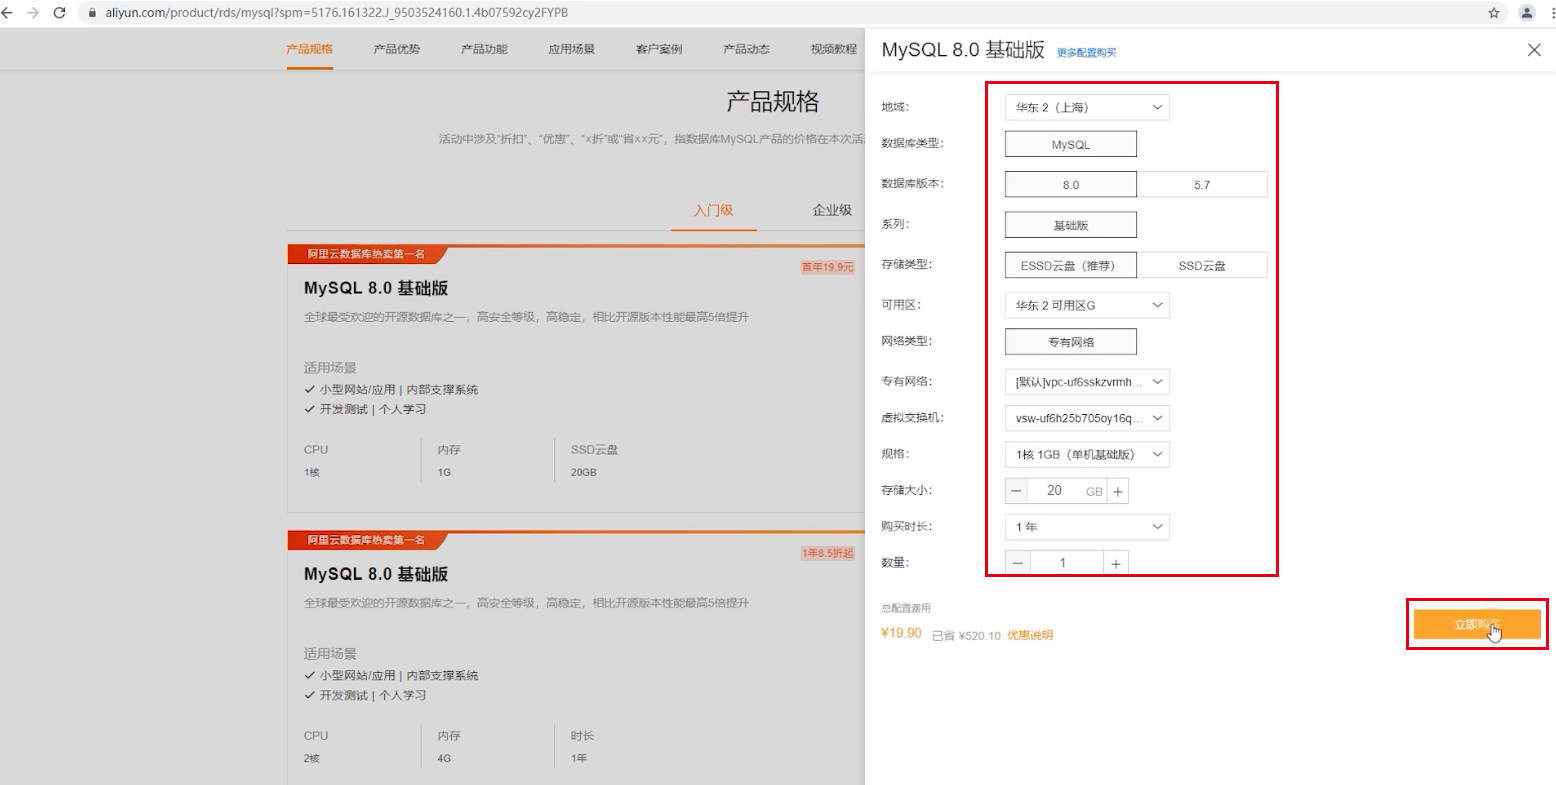 aliyun.com/product/rds/mysql?spm=5176.161322.J_9503524160.1.4b07592cy2FYPB
产品规格 产品优势 产品功能 应用场景 客户案例 产品动态 视频教程
产品规格
活动中涉及“折扣”、“优惠”、“x折”或“省xx元”，指数据库MySQL产品的价格在本次活
入门级 企业级
阿里云数据库热卖第一名
首年19.9元
MySQL 8.0 基础版
全球最受欢迎的开源数据库之一，高安全等级，高稳定，相比开源版本性能最高5倍提升
适用场景
小型网站/应用 | 内部支撑系统
开发测试 | 个人学习
CPU 内存 SSD云盘
1核 1G 20GB
阿里云数据库热卖第一名
1年8.5折起
MySQL 8.0 基础版
全球最受欢迎的开源数据库之一，高安全等级，高稳定，相比开源版本性能最高5倍提升
适用场景
小型网站/应用 | 内部支撑系统
开发测试 | 个人学习
CPU 内存 时长
2核 4G 1年
MySQL 8.0 基础版 更多配置购买
地域： 华东 2（上海）
数据库类型： MySQL
数据库版本： 8.0 5.7
系列： 基础版
存储类型： ESSD云盘（推荐） SSD云盘
可用区： 华东 2 可用区G
网络类型： 专有网络
专有网络： [默认]vpc-uf6sskzvrmh...
虚拟交换机： vsw-uf6h25b705oy16q...
规格： 1核 1GB（单机基础版）
存储大小： 20 GB
购买时长： 1 年
数量： 1
总配置费用
¥19.90 已省 ¥520.10 优惠说明
立即购买